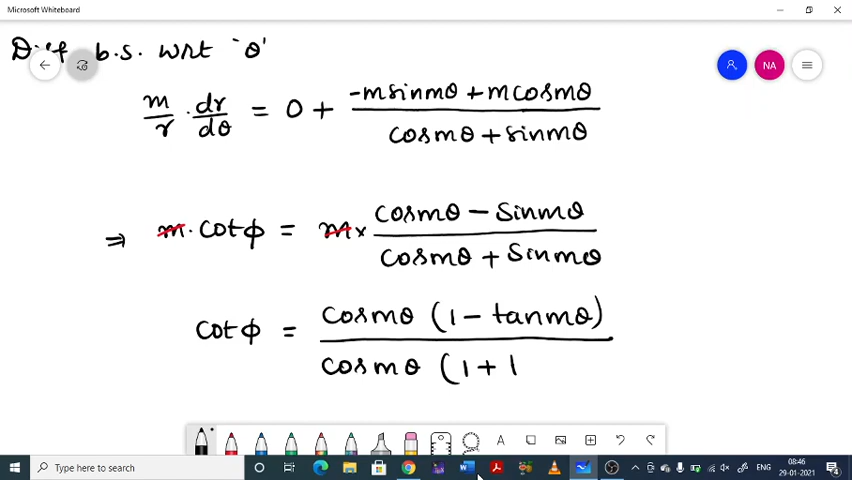 Microsoft Whiteboard
Diff b.s. wrt 'θ'
NA
m/r · dr/dθ = 0 + (-m sin mθ + m cos mθ)/(cos mθ + sin mθ)
⇒ m · cot ϕ = m × (cos mθ - sin mθ)/(cos mθ + sin mθ)
cot ϕ = cos mθ (1 - tan mθ)/cos mθ (1 + 1
Type here to search
ENG
08:46
29-01-2021
4